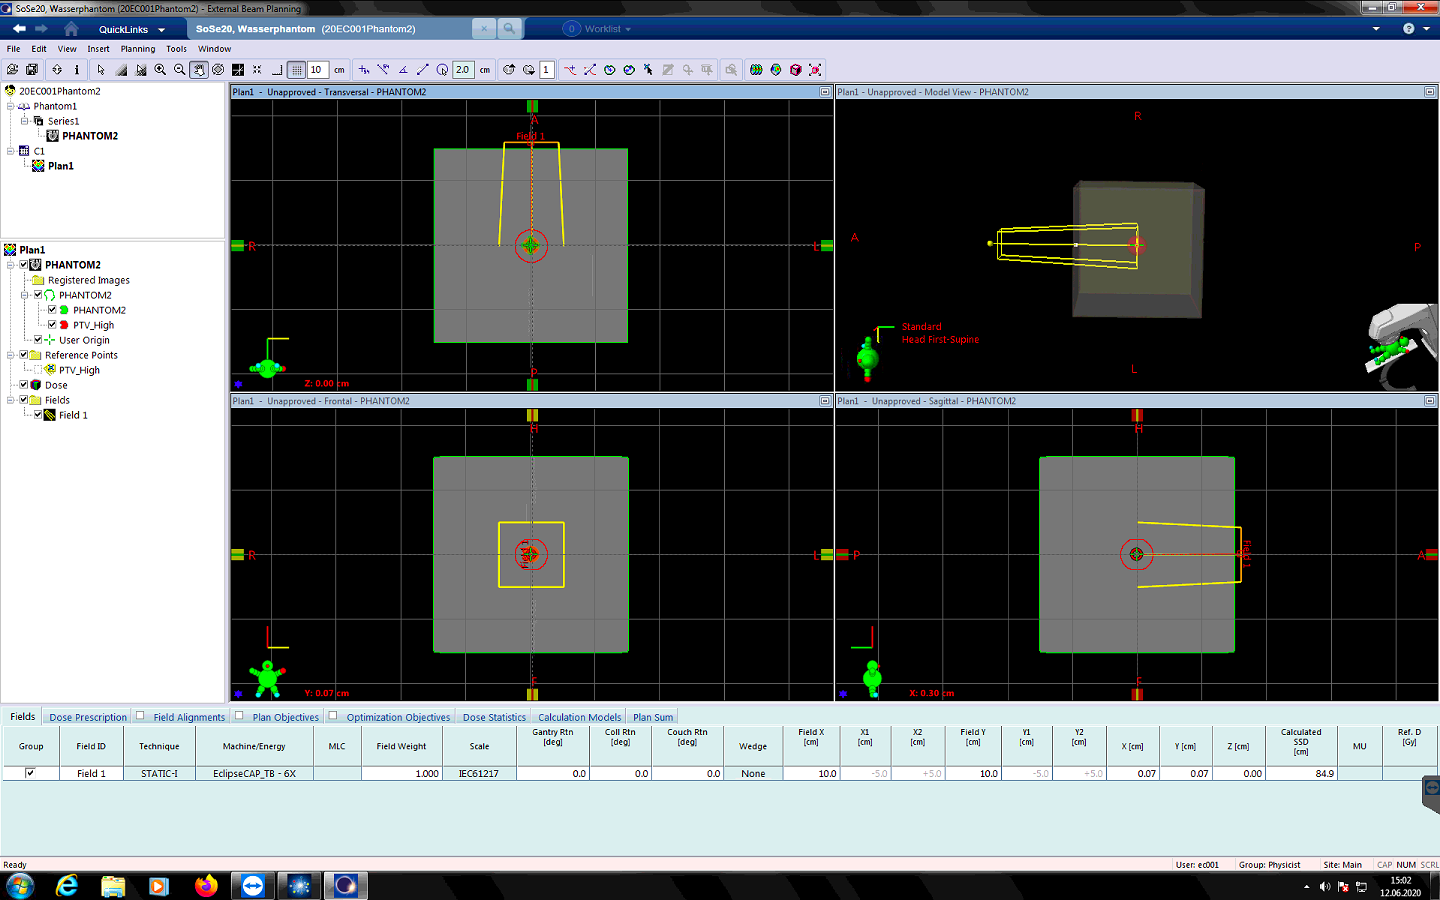 SoSe20, Wasserphantom (20EC001Phantom2) - External Beam Planning
QuickLinks
SoSe20, Wasserphantom (20EC001Phantom2)
0 Worklist
File Edit View Insert Planning Tools Window
10 cm 2.0 cm 1
20EC001Phantom2
Phantom1
Series1
PHANTOM2
C1
Plan1
Plan1
PHANTOM2
Registered Images
PHANTOM2
PHANTOM2
PTV_High
User Origin
Reference Points
PTV_High
Dose
Fields
Field 1
Plan1 - Unapproved - Transversal - PHANTOM2
A
Field 1
R
L
Z: 0.00 cm
Plan1 - Unapproved - Model View - PHANTOM2
R
A
P
Standard
Head First-Supine
L
Plan1 - Unapproved - Frontal - PHANTOM2
H
R
L
Field 1
C
Y: 0.07 cm
Plan1 - Unapproved - Sagittal - PHANTOM2
H
P
A
Field 1
C
X: 0.30 cm
Fields Dose Prescription Field Alignments Plan Objectives Optimization Objectives Dose Statistics Calculation Models Plan Sum
Group Field ID Technique Machine/Energy MLC Field Weight Scale Gantry Rtn [deg] Coll Rtn [deg] Couch Rtn [deg] Wedge Field X [cm] X1 [cm] X2 [cm] Field Y [cm] Y1 [cm] Y2 [cm] X [cm] Y [cm] Z [cm] Calculated SSD [cm] MU Ref. D [Gy]
Field 1 STATIC-I EclipseCAP_TB - 6X 1.000 IEC61217 0.0 0.0 0.0 None 10.0 -5.0 +5.0 10.0 -5.0 +5.0 0.07 0.07 0.00 84.9
Ready
User: ec001 Group: Physicist Site: Main CAP NUM SCRL
15:02
12.06.2020